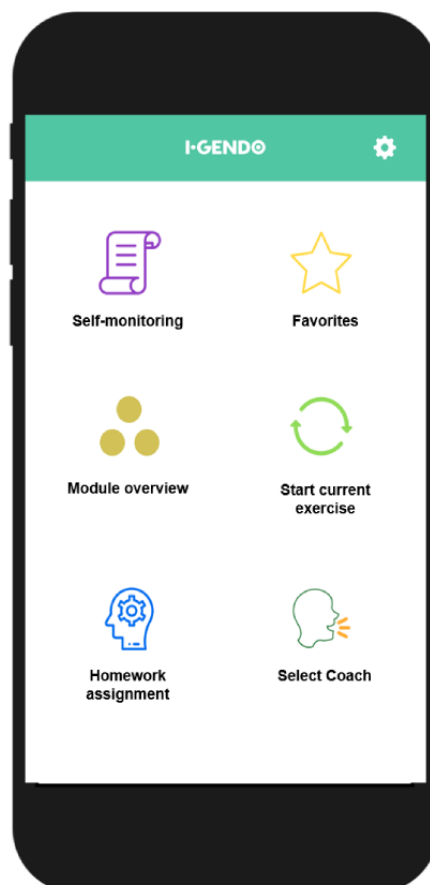 I·GENDO
Self-monitoring
Favorites
Module overview
Start current
exercise
Homework
assignment
Select Coach